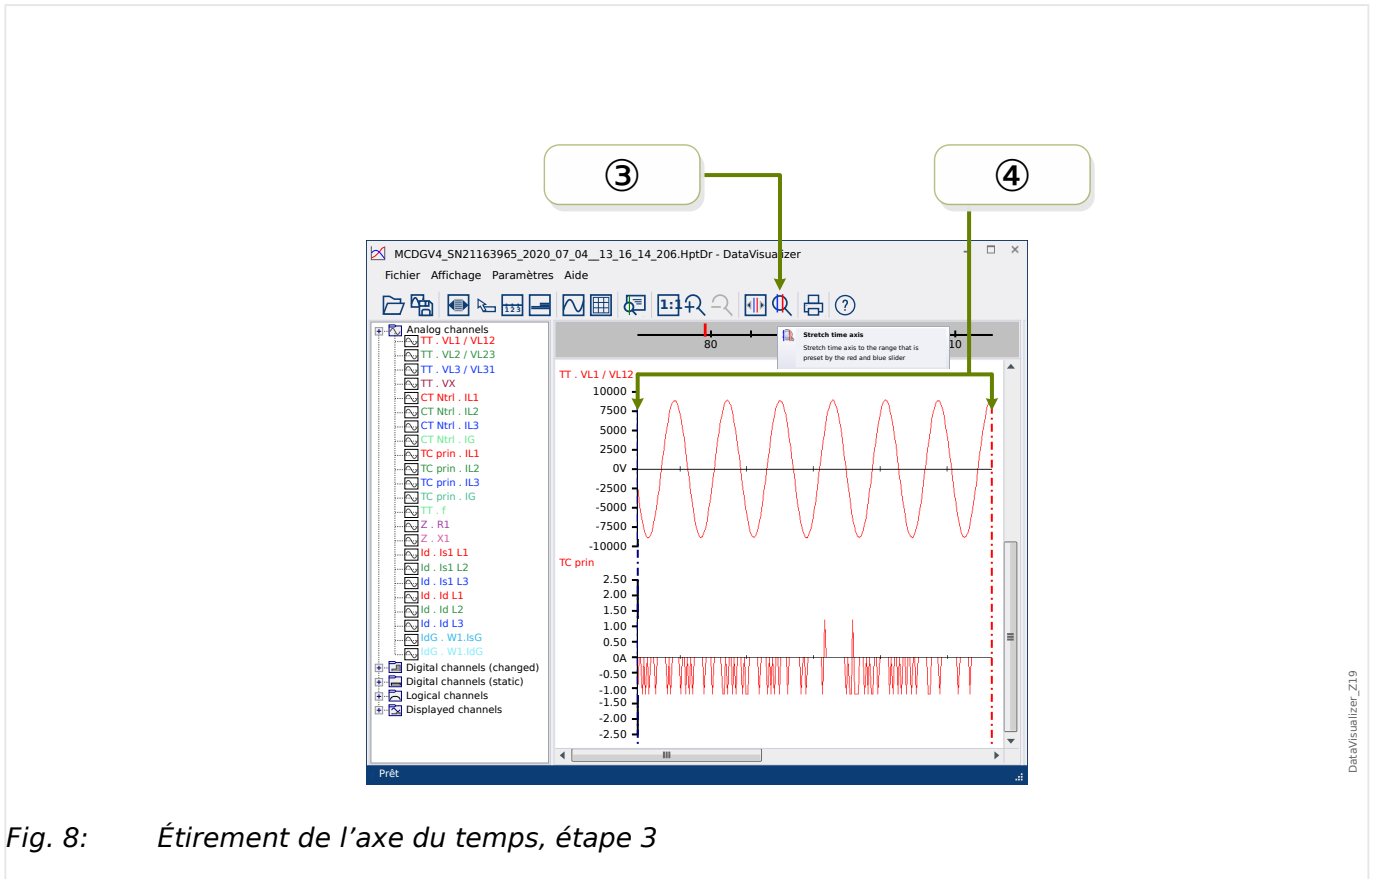 ③
④
MCDGV4_SN21163965_2020_07_04__13_16_14_206.HptDr - DataVisualizer
Fichier Affichage Paramètres Aide
1 2 3
1:1
?
Analog channels
TT . VL1 / VL12
TT . VL2 / VL23
TT . VL3 / VL31
TT . VX
CT Ntrl . IL1
CT Ntrl . IL2
CT Ntrl . IL3
CT Ntrl . IG
TC prin . IL1
TC prin . IL2
TC prin . IL3
TC prin . IG
TT . f
Z . R1
Z . X1
Id . Is1 L1
Id . Is1 L2
Id . Is1 L3
Id . Id L1
Id . Id L2
Id . Id L3
IdG . W1.IsG
IdG . W1.IdG
Digital channels (changed)
Digital channels (static)
Logical channels
Displayed channels
80
10
Stretch time axis
Stretch time axis to the range that is
preset by the red and blue slider
TT . VL1 / VL12
10000
7500
5000
2500
0V
-2500
-5000
-7500
-10000
TC prin
2.50
2.00
1.50
1.00
0.50
0A
-0.50
-1.00
-1.50
-2.00
-2.50
Prêt
DataVisualizer_Z19
Fig. 8: Étirement de l’axe du temps, étape 3